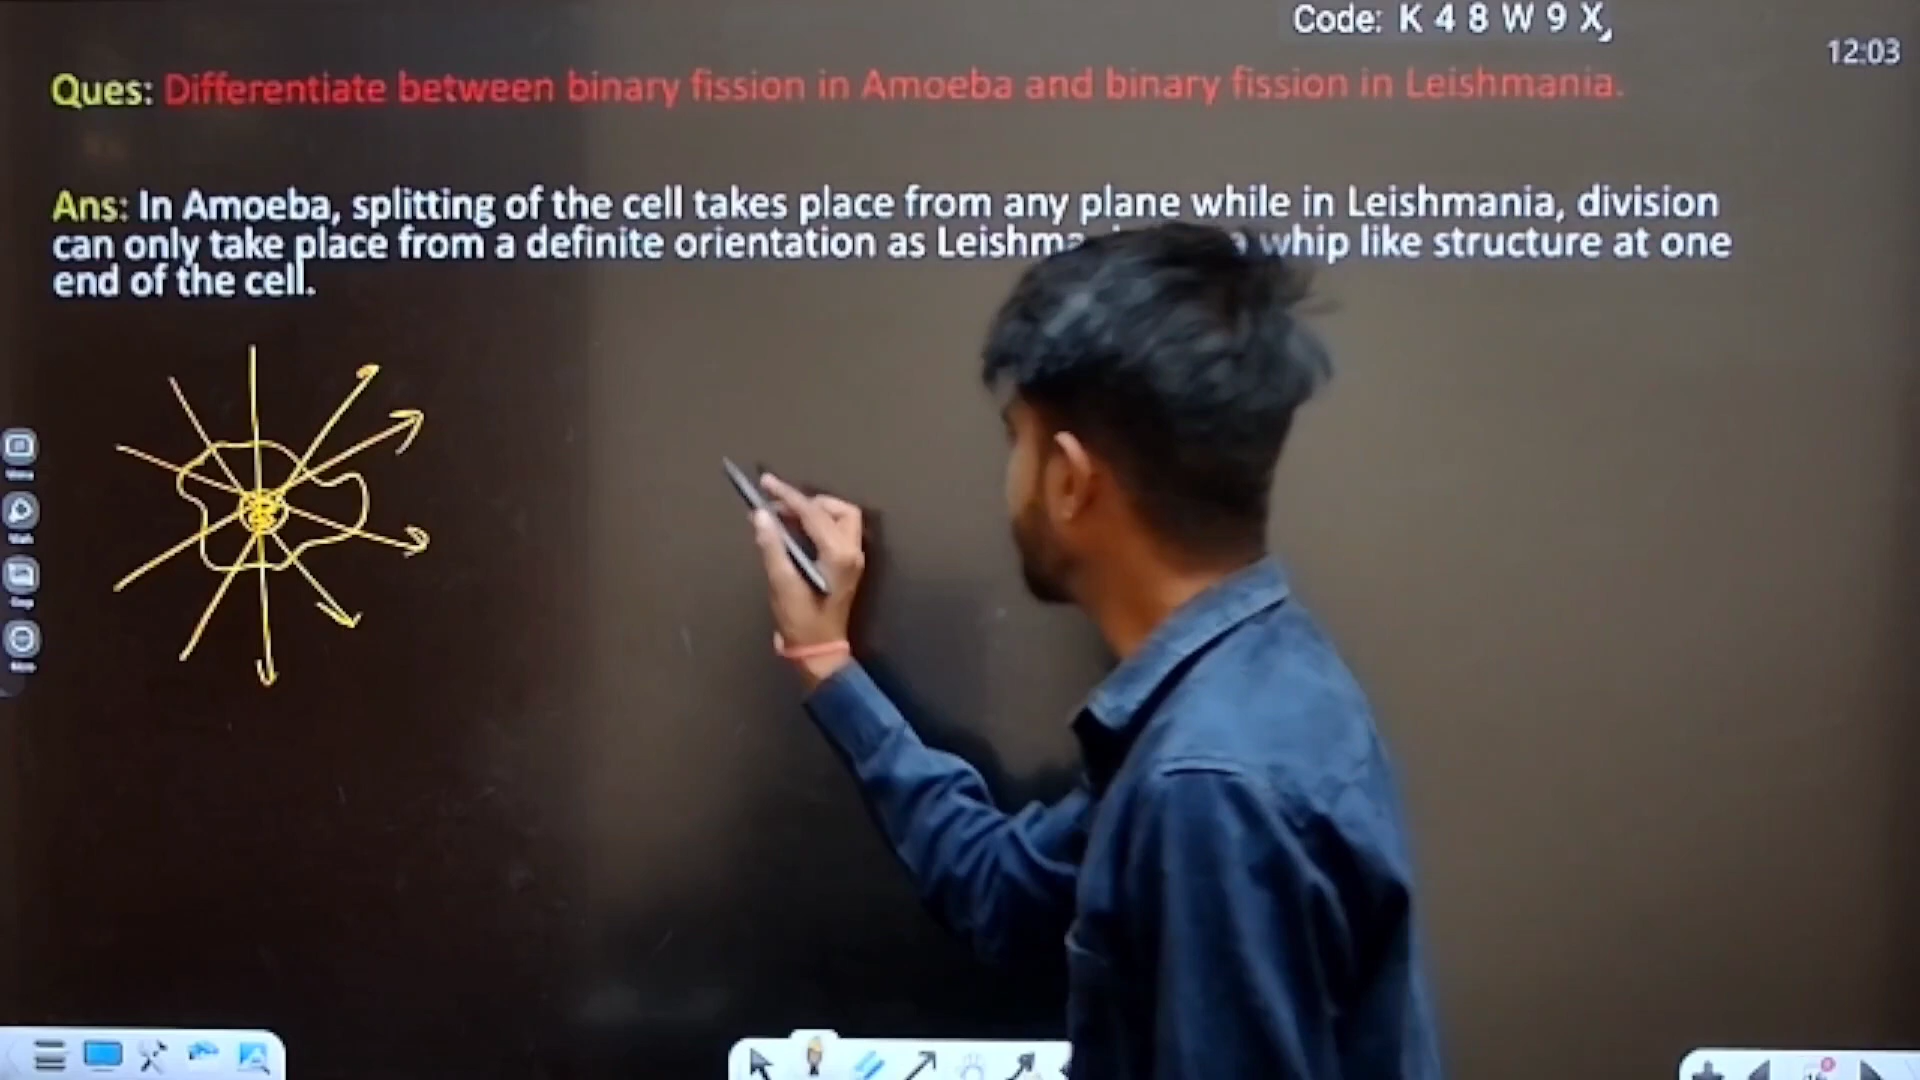 Code: K 4 8 W 9 X
12:03
Ques: Differentiate between binary fission in Amoeba and binary fission in Leishmania.
Ans: In Amoeba, splitting of the cell takes place from any plane while in Leishmania, division
can only take place from a definite orientation as Leishma whip like structure at one
end of the cell.